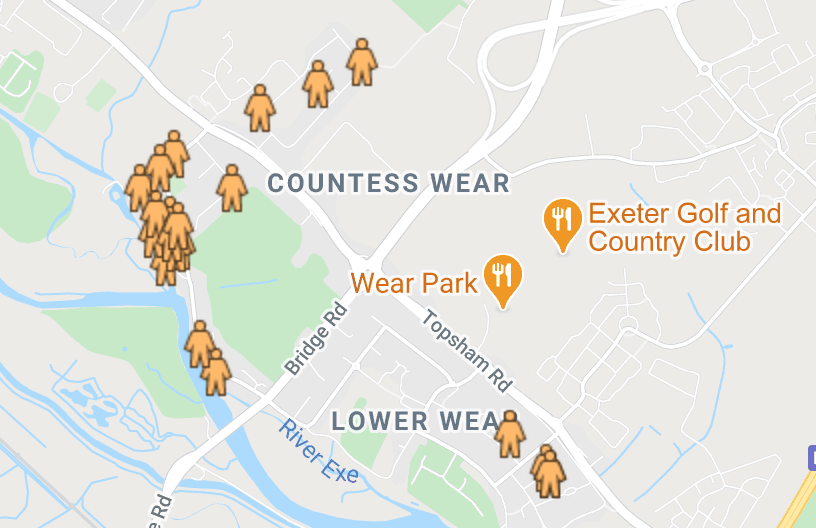 COUNTESS WEAR
Exeter Golf and
Country Club
Wear Park
Bridge Rd
Topsham Rd
LOWER WEA
River Exe
e Rd